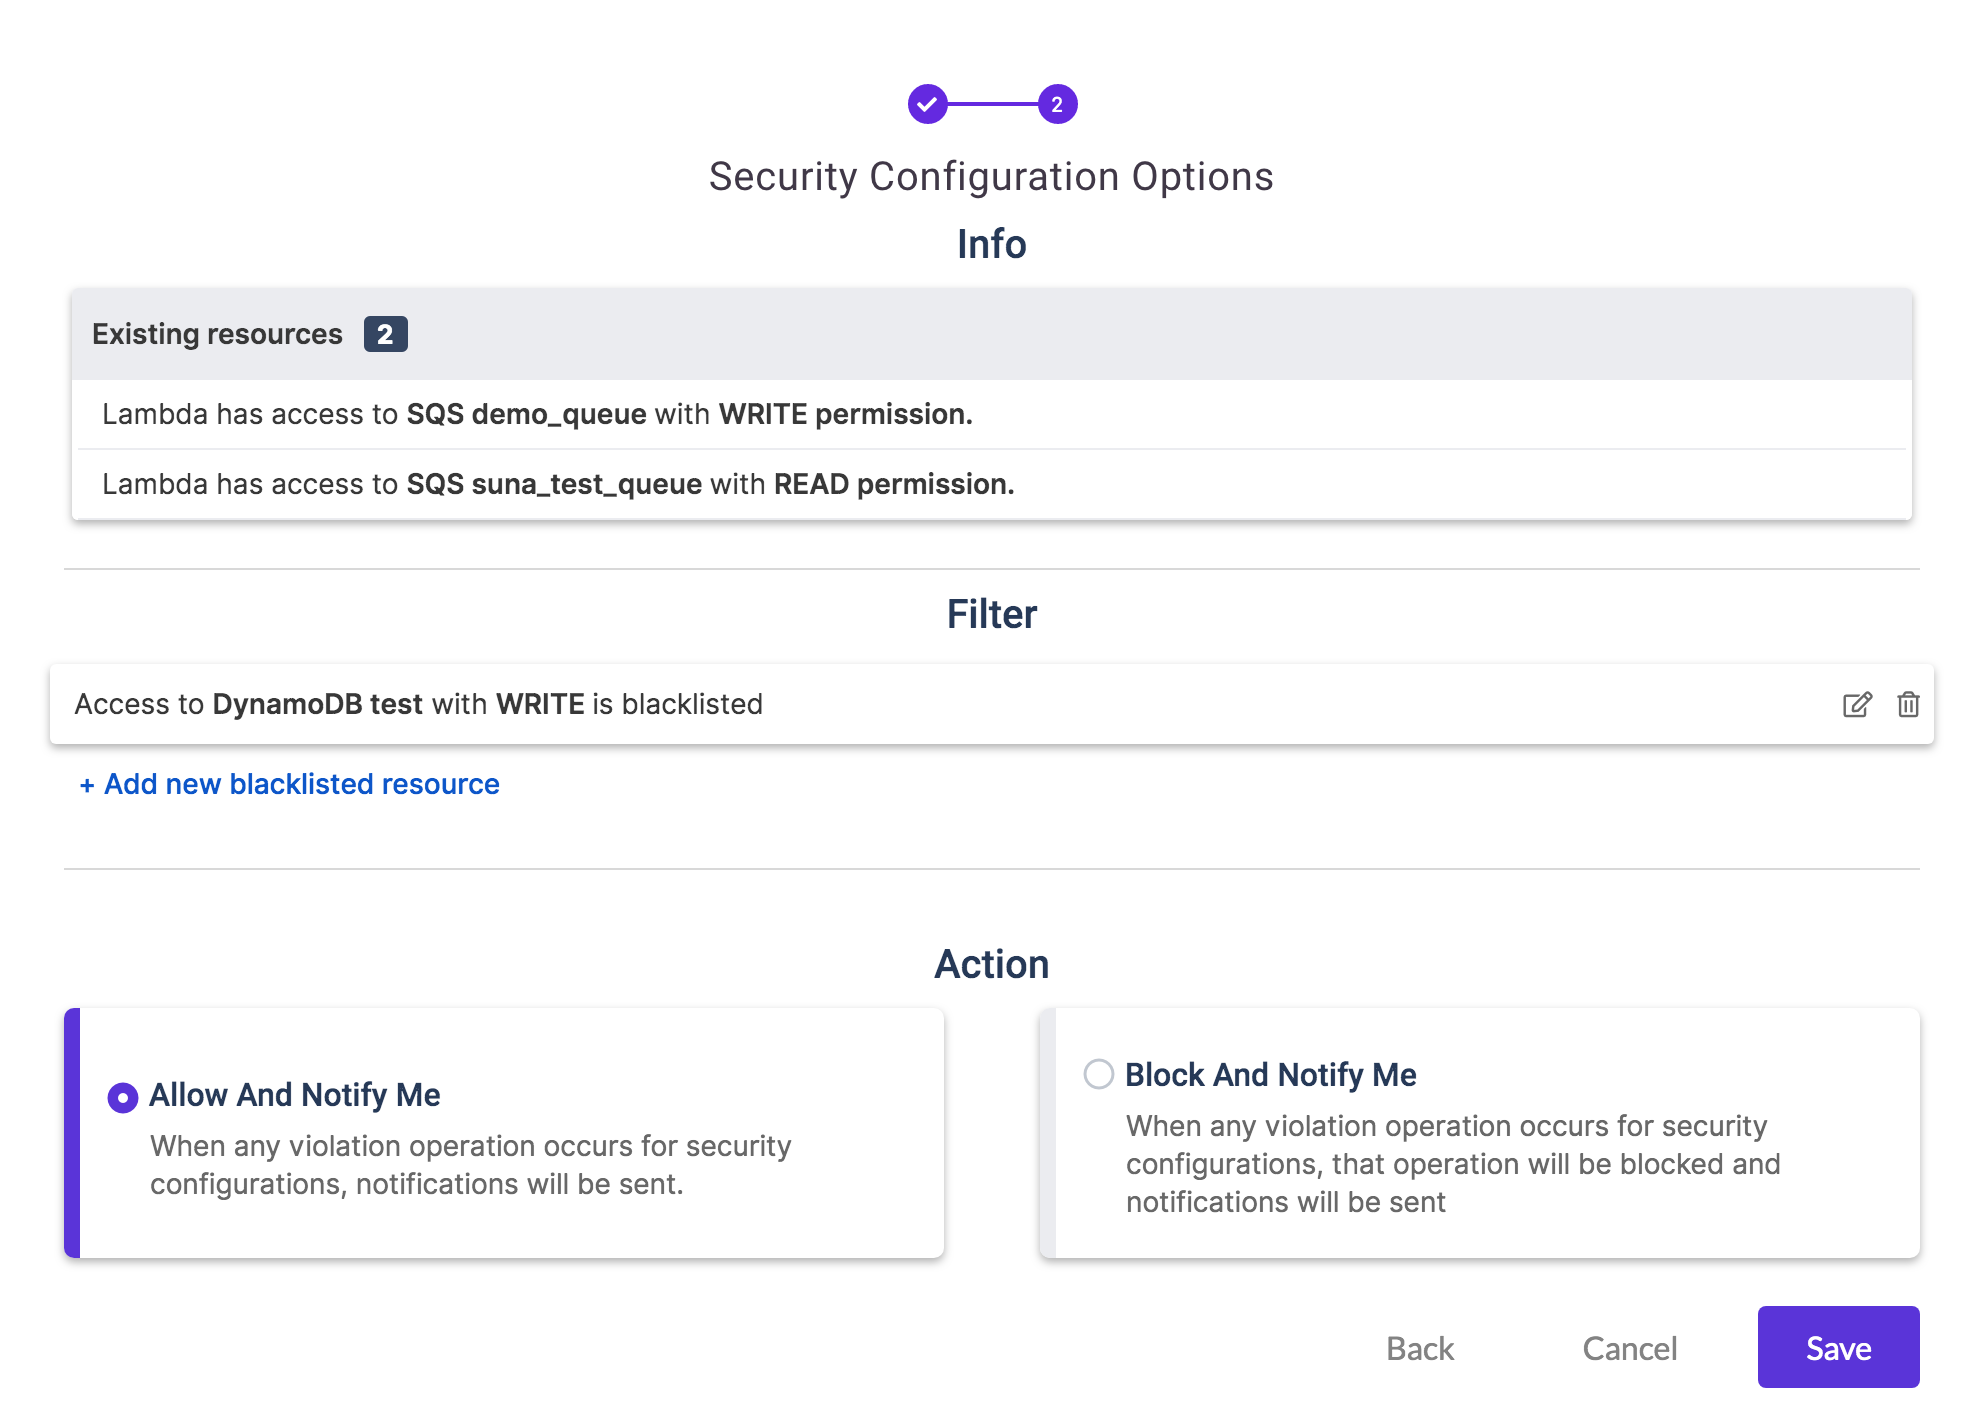 2
Security Configuration Options
Info
Existing resources 2
Lambda has access to SQS demo_queue with WRITE permission.
Lambda has access to SQS suna_test_queue with READ permission.
Filter
Access to DynamoDB test with WRITE is blacklisted
+ Add new blacklisted resource
Action
Allow And Notify Me
When any violation operation occurs for security
configurations, notifications will be sent.
Block And Notify Me
When any violation operation occurs for security
configurations, that operation will be blocked and
notifications will be sent
Back Cancel Save